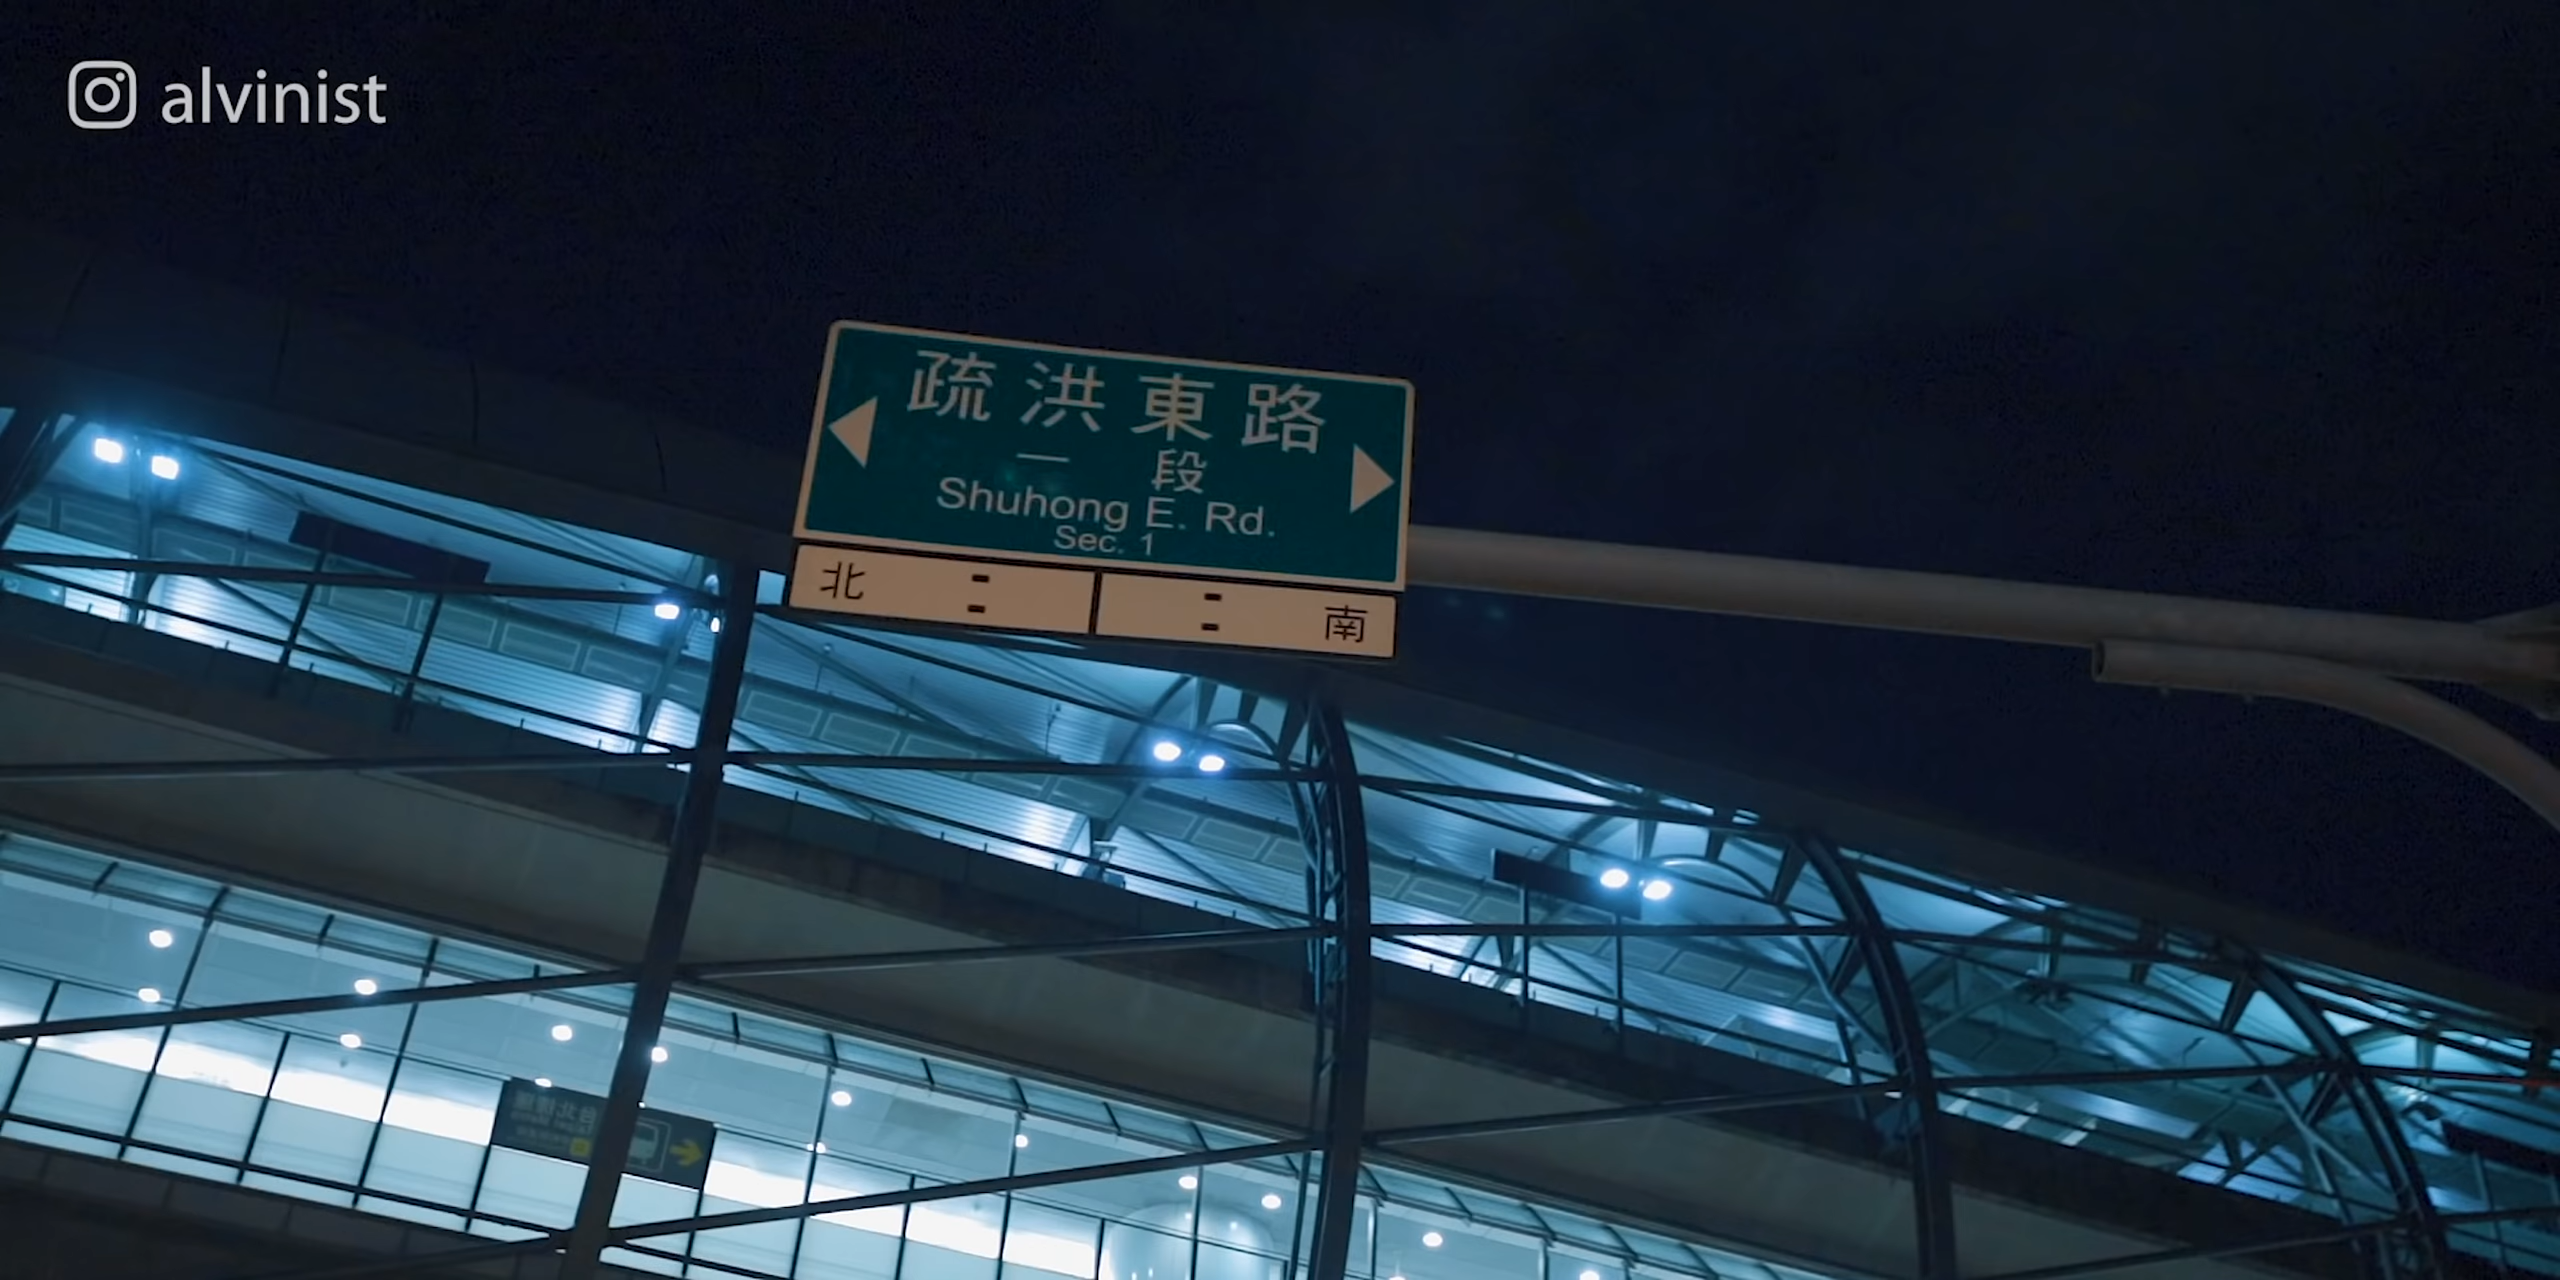 alvinist
疏洪東路
一段
Shuhong E. Rd.
Sec. 1
北 南